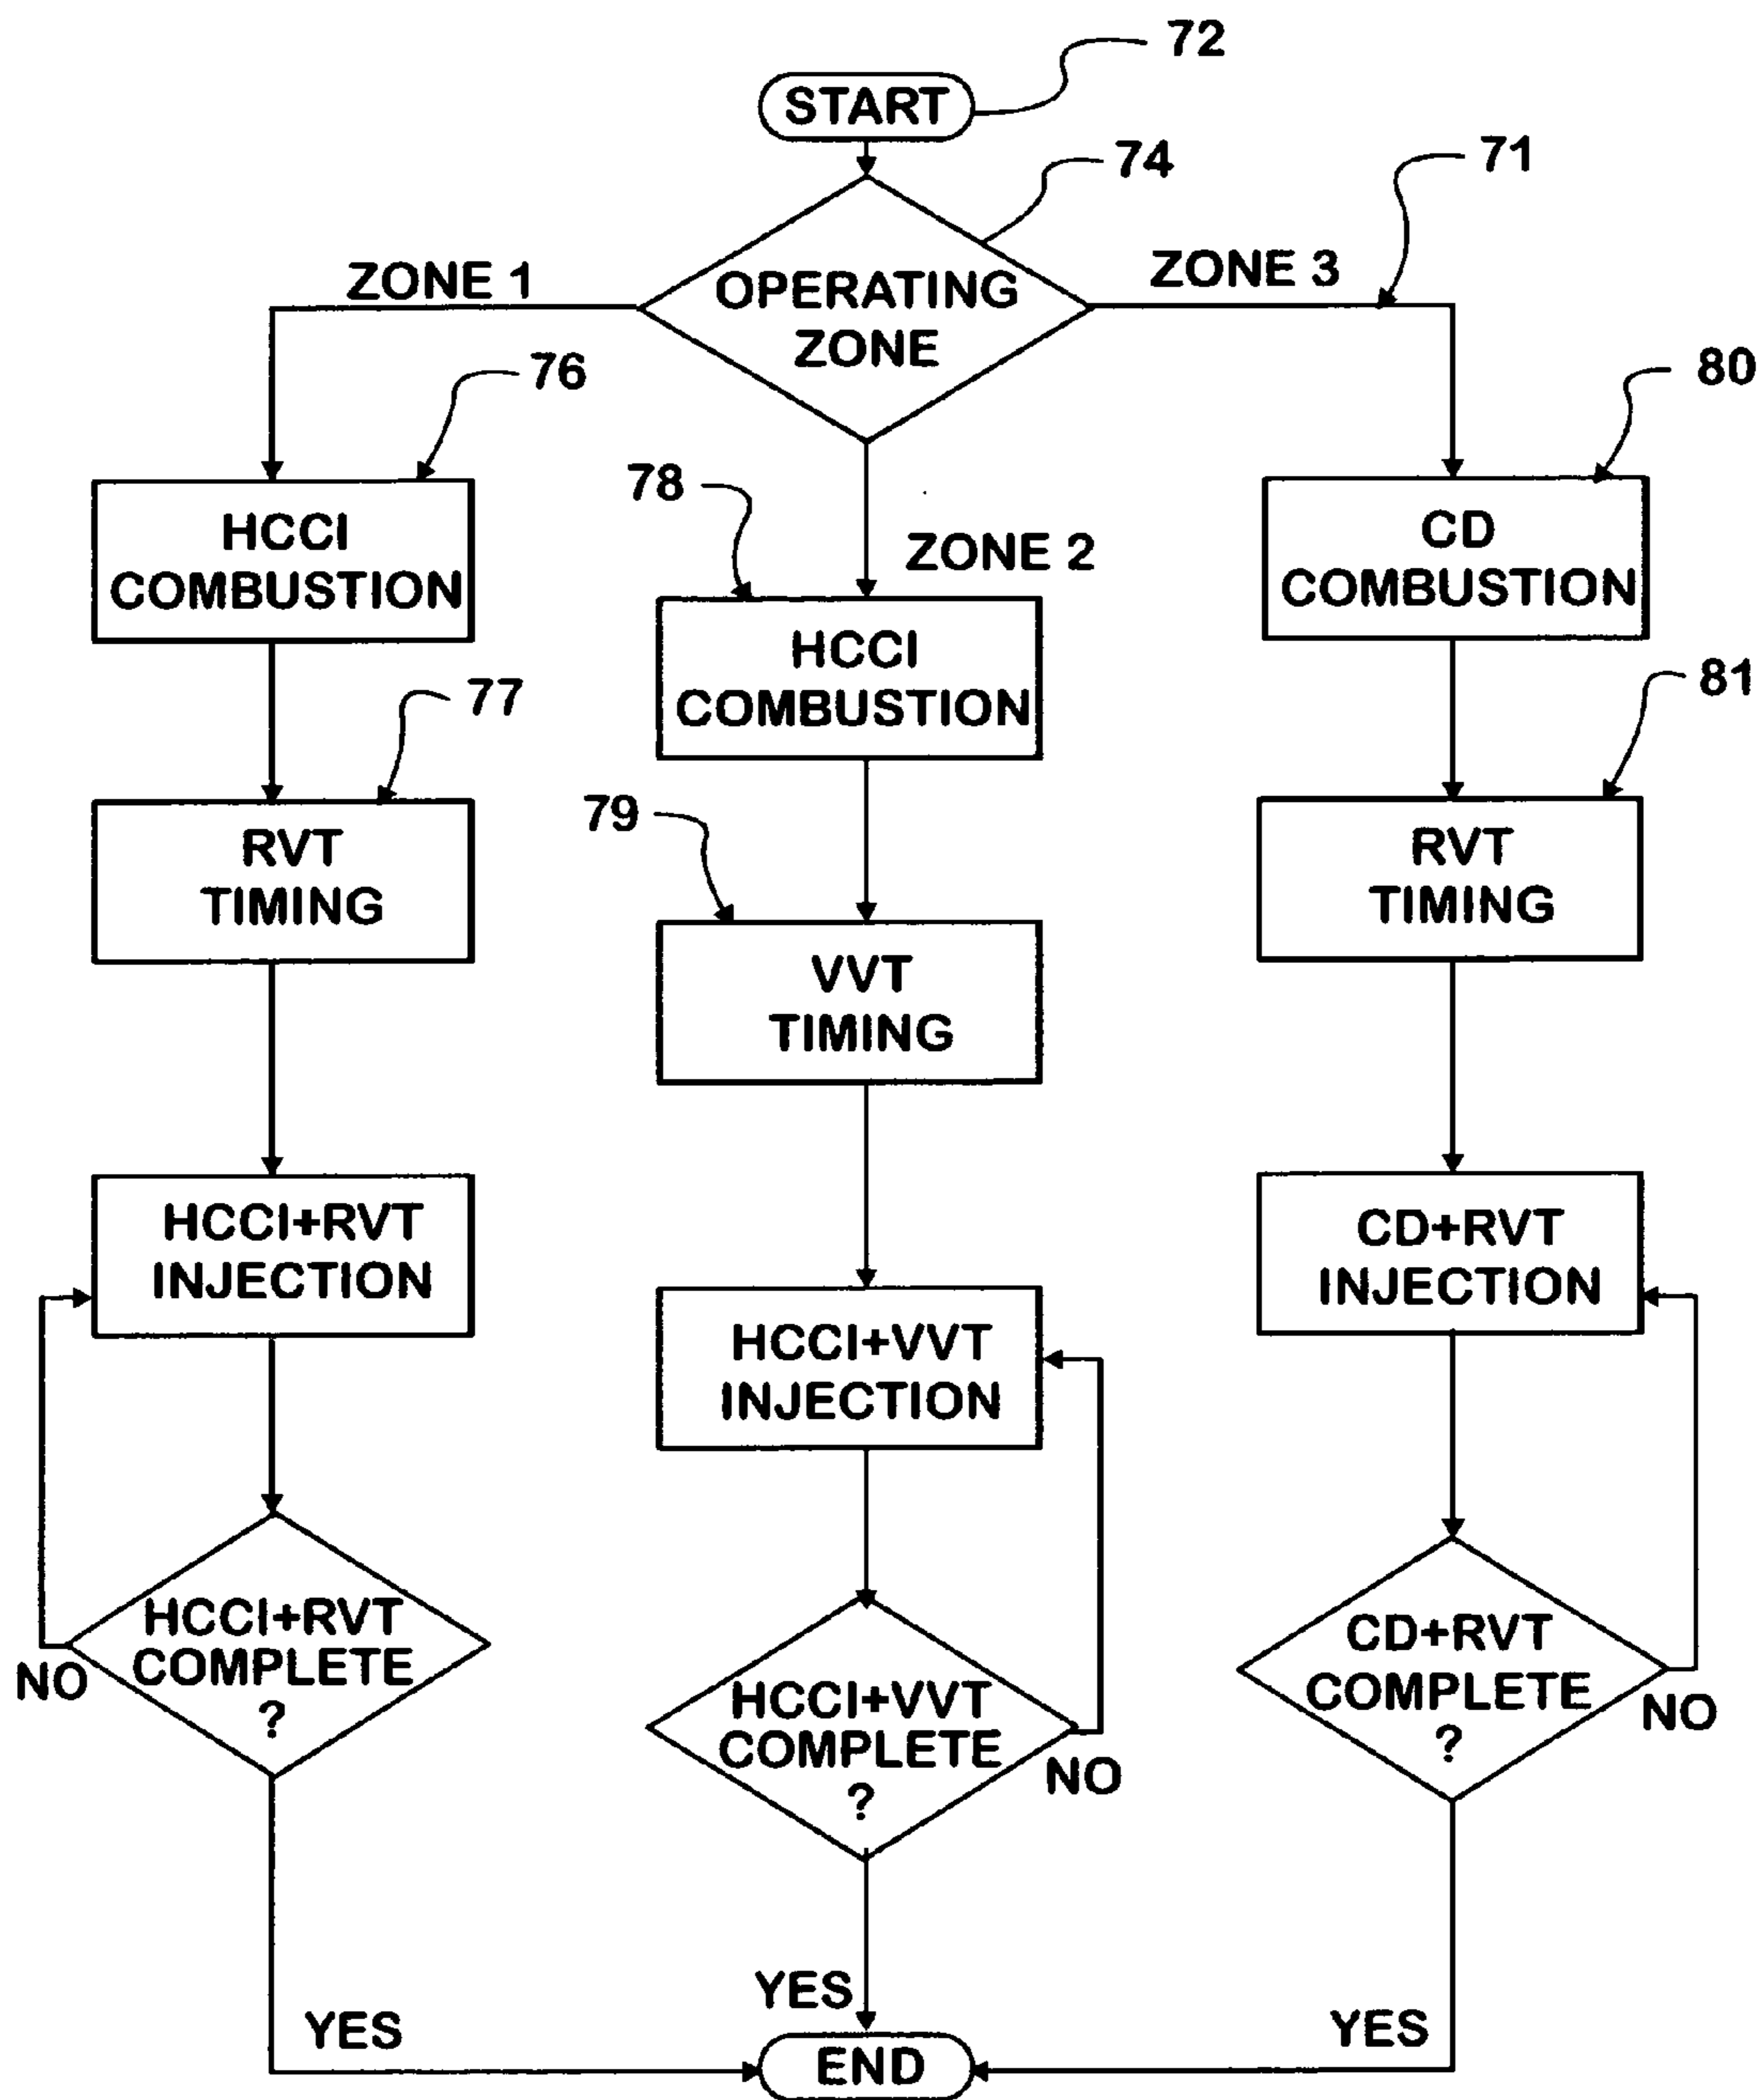 72
START
74
71
ZONE 1
OPERATING
ZONE
ZONE 3
76
80
78
HCCI
COMBUSTION
ZONE 2
CD
COMBUSTION
HCCI
COMBUSTION
77
81
79
RVT
TIMING
RVT
TIMING
VVT
TIMING
HCCI+RVT
INJECTION
CD+RVT
INJECTION
HCCI+VVT
INJECTION
HCCI+RVT
COMPLETE
?
NO
HCCI+VVT
COMPLETE
?
NO
CD+RVT
COMPLETE
?
NO
YES
YES
YES
END